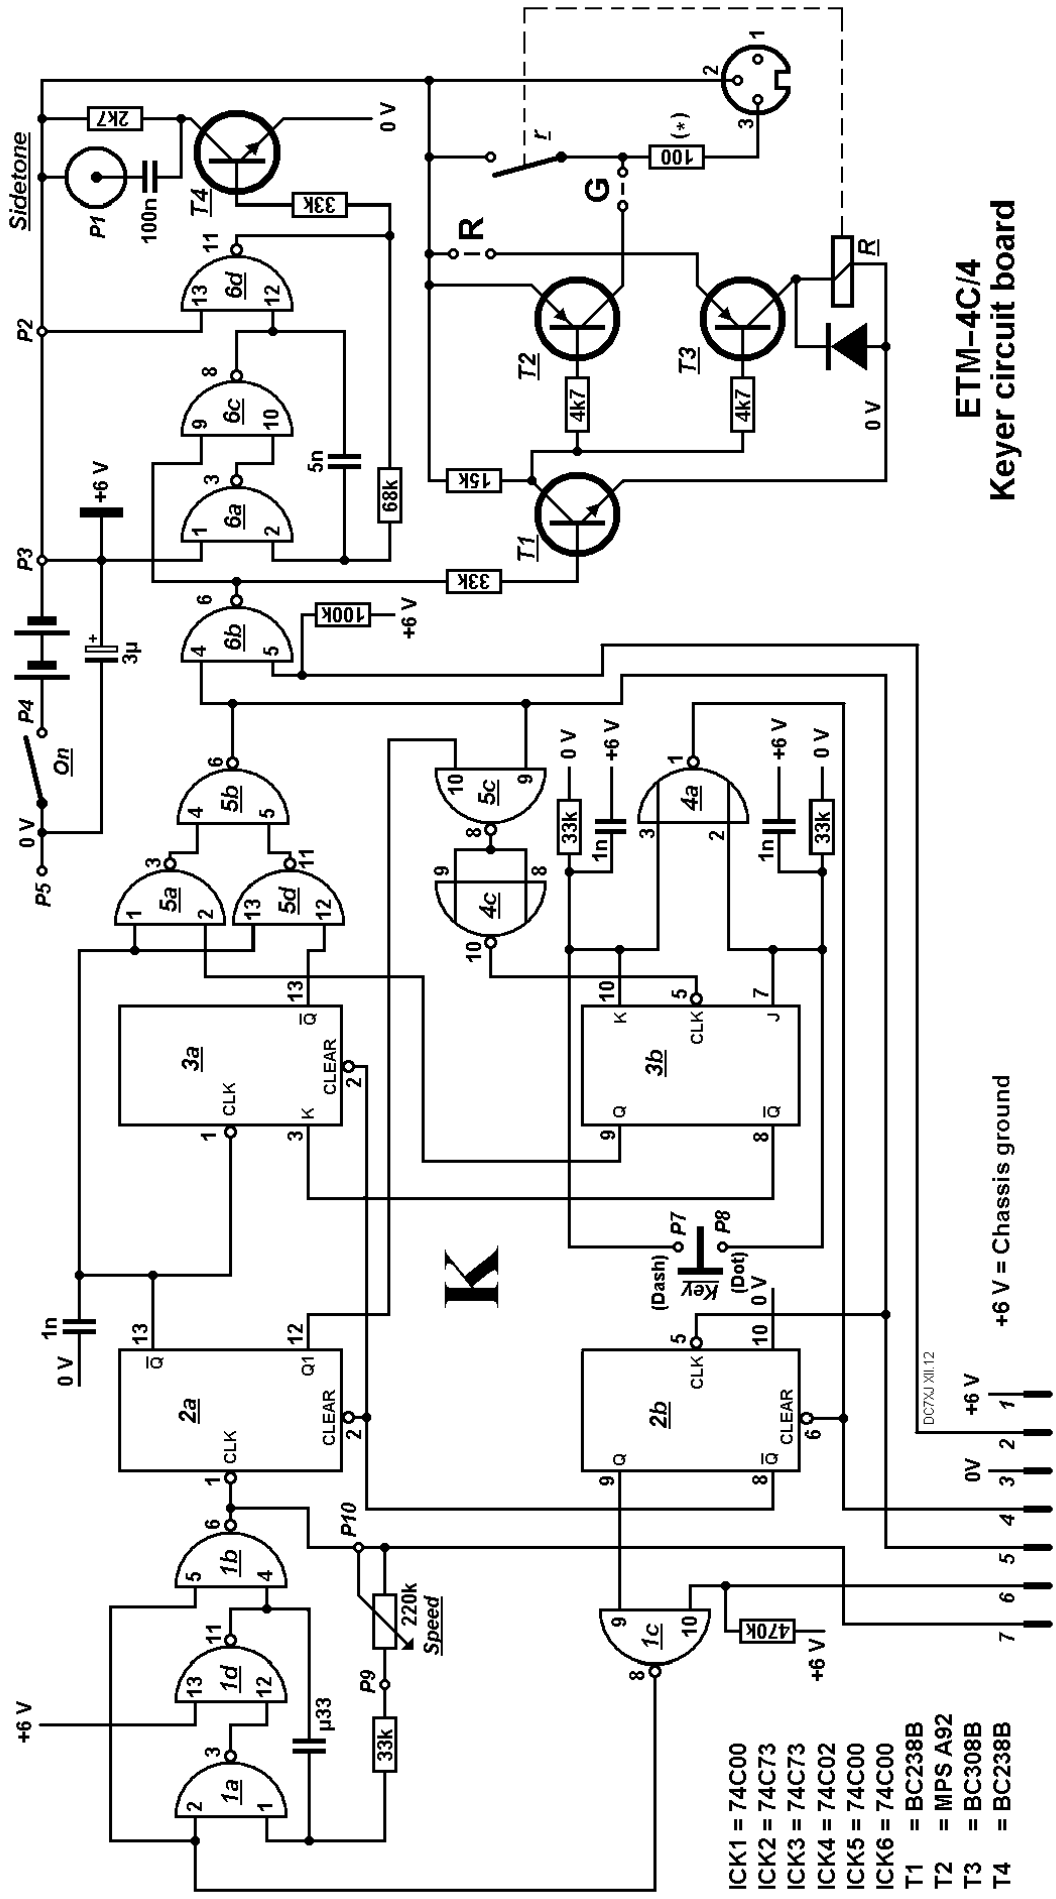 P5
0 V
On
P4
P3
P2
Sidetone
+6 V
0 V
1n
3µ
+
+6 V
P1
2k7
100n
2
1
1a
3
13
12
1d
11
5
4
1b
6
1
CLK
2a
IQ
13
Q1
12
CLEAR
2
1
CLK
3
K
3a
IQ
13
CLEAR
2
1
2
5a
3
13
12
5d
11
4
5
5b
6
4
5
6b
6
1
2
6a
3
9
10
6c
8
13
12
6d
11
T4
0 V
µ33
33k
P9
220k
Speed
P10
100k
+6 V
5n
68k
33k
K
10
9
5c
8
9
8
4c
10
33k
15k
R
2
1
3
9
10
1c
8
470k
+6 V
9
Q
8
IQ
2b
CLK
5
10
0 V
CLEAR
6
(Dash)
P7
Key
(Dot)
P8
9
Q
8
IQ
3b
K
10
CLK
5
J
7
33k
0 V
1n
+6 V
3
2
4a
1
1n
+6 V
33k
0 V
T1
T2
4k7
G
r
100
(*)
T3
4k7
R
0 V
ICK1 = 74C00
ICK2 = 74C73
ICK3 = 74C73
ICK4 = 74C02
ICK5 = 74C00
ICK6 = 74C00
T1 = BC238B
T2 = MPS A92
T3 = BC308B
T4 = BC238B
7
6
5
4
3
0V
2
1
+6 V
DC7XJ XII.12
+6 V = Chassis ground
ETM-4C/4
Keyer circuit board